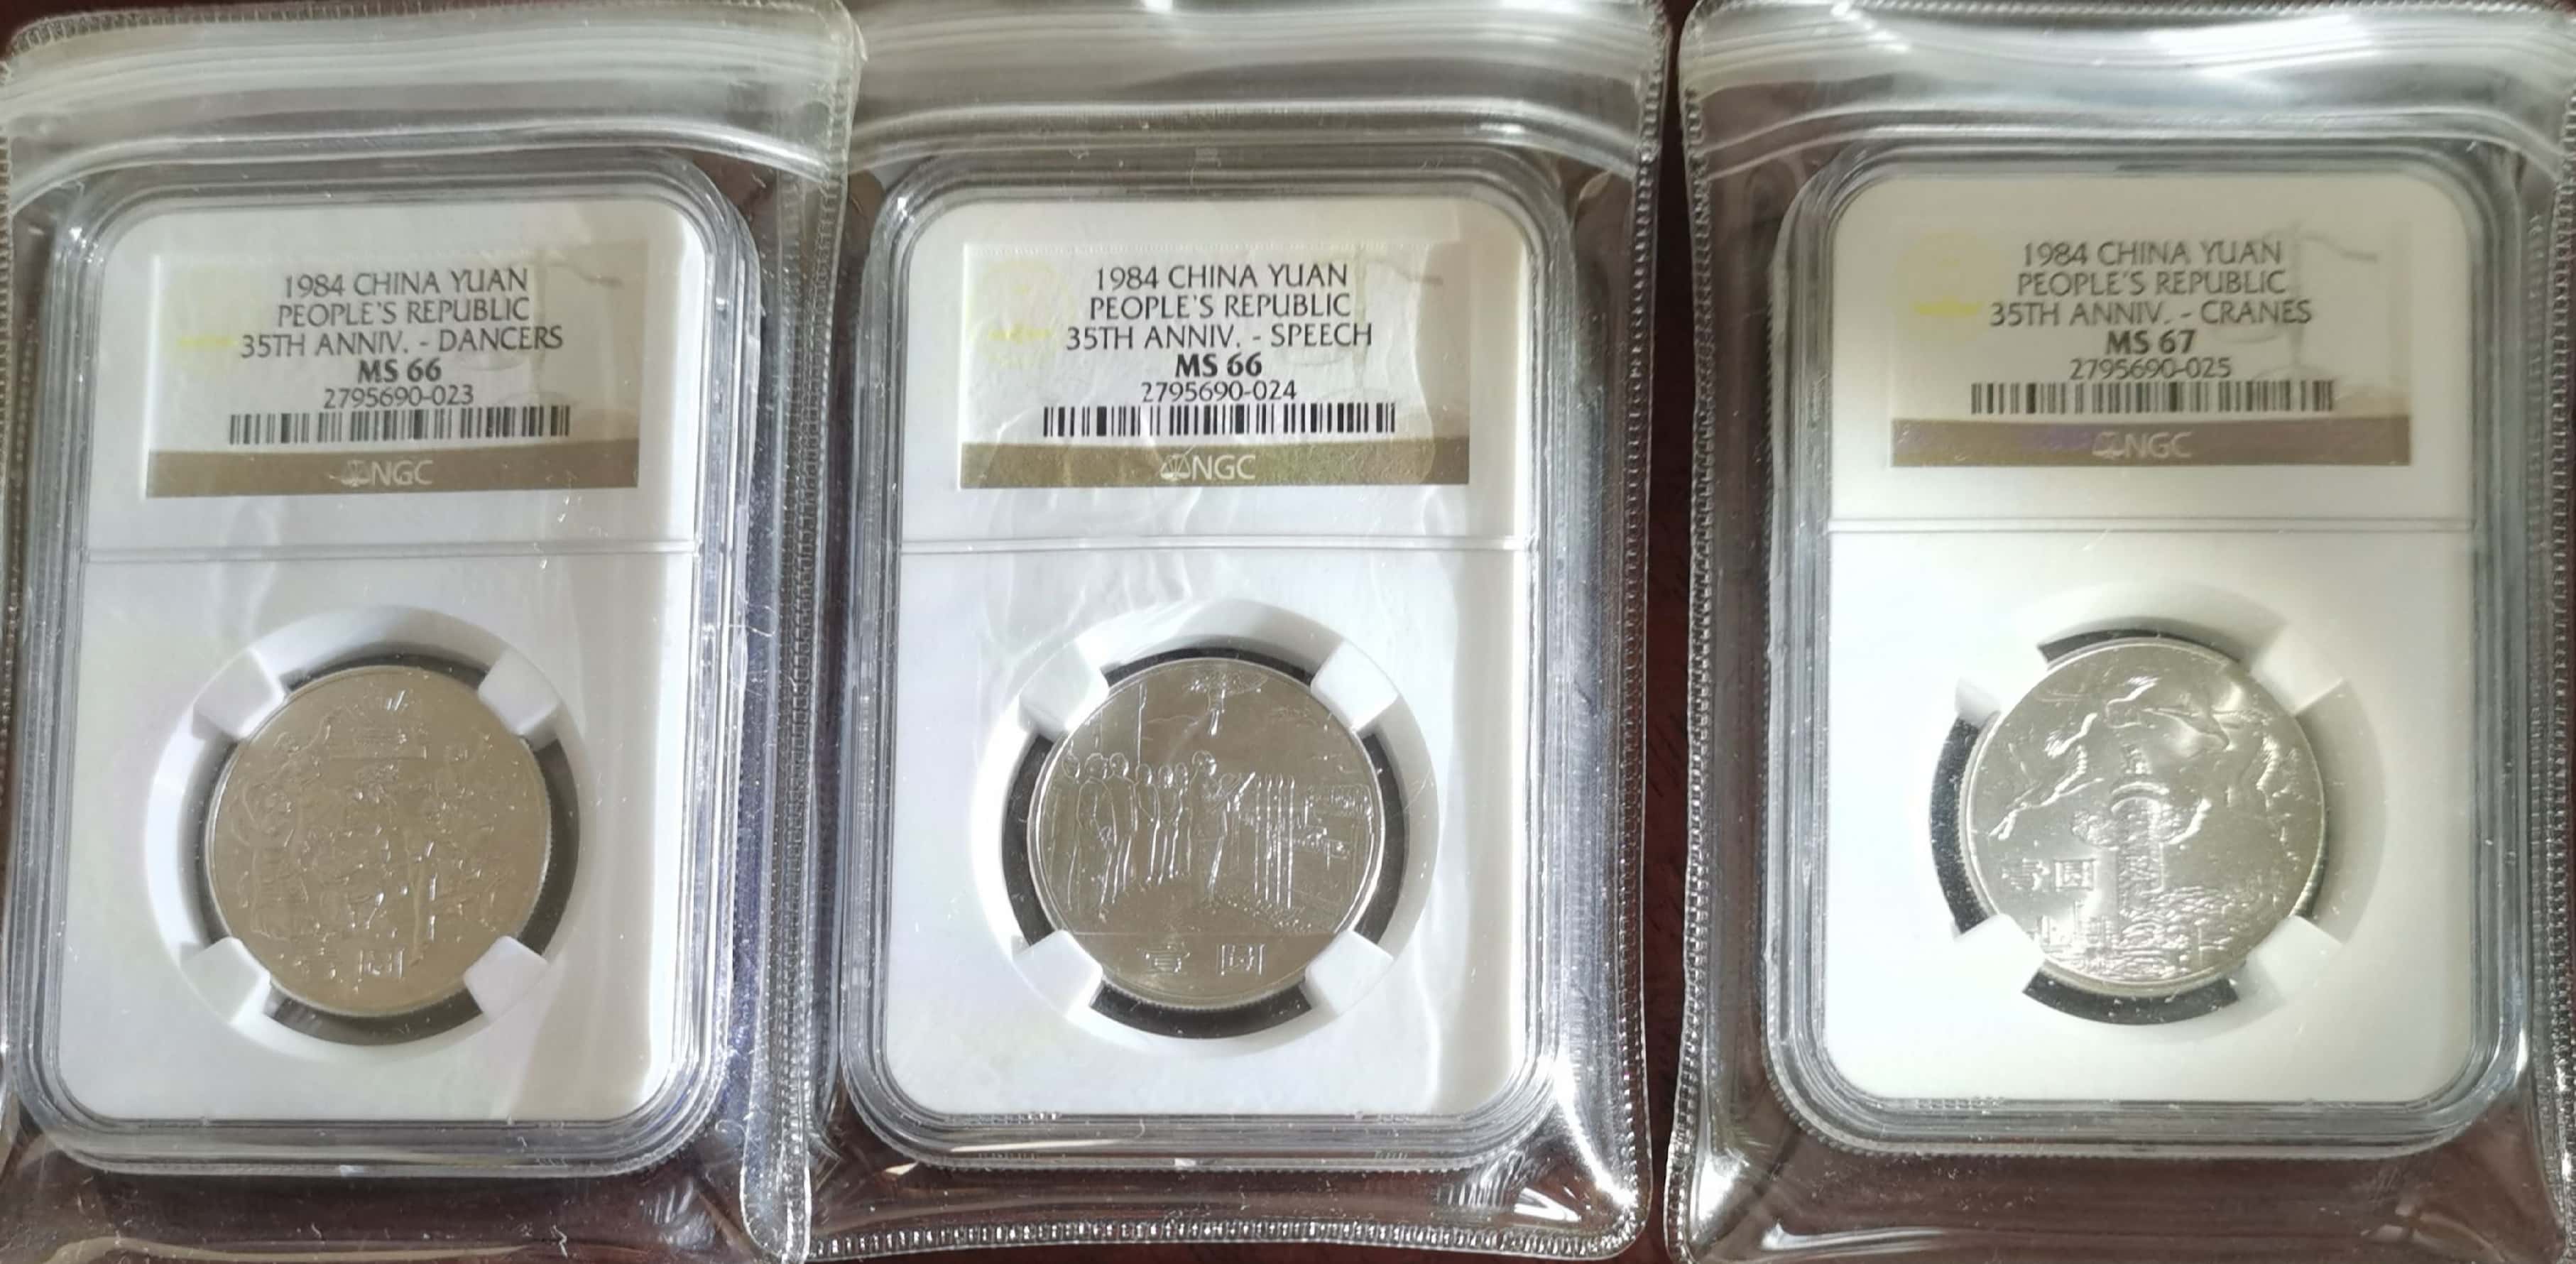 1984 CHINA YUAN
PEOPLE'S REPUBLIC
35TH ANNIV. - DANCERS
MS 66
2795690-023
NGC
壹圆
1984 CHINA YUAN
PEOPLE'S REPUBLIC
35TH ANNIV. - SPEECH
MS 66
2795690-024
NGC
壹圆
1984 CHINA YUAN
PEOPLE'S REPUBLIC
35TH ANNIV. - CRANES
MS 67
2795690-025
NGC
壹圆